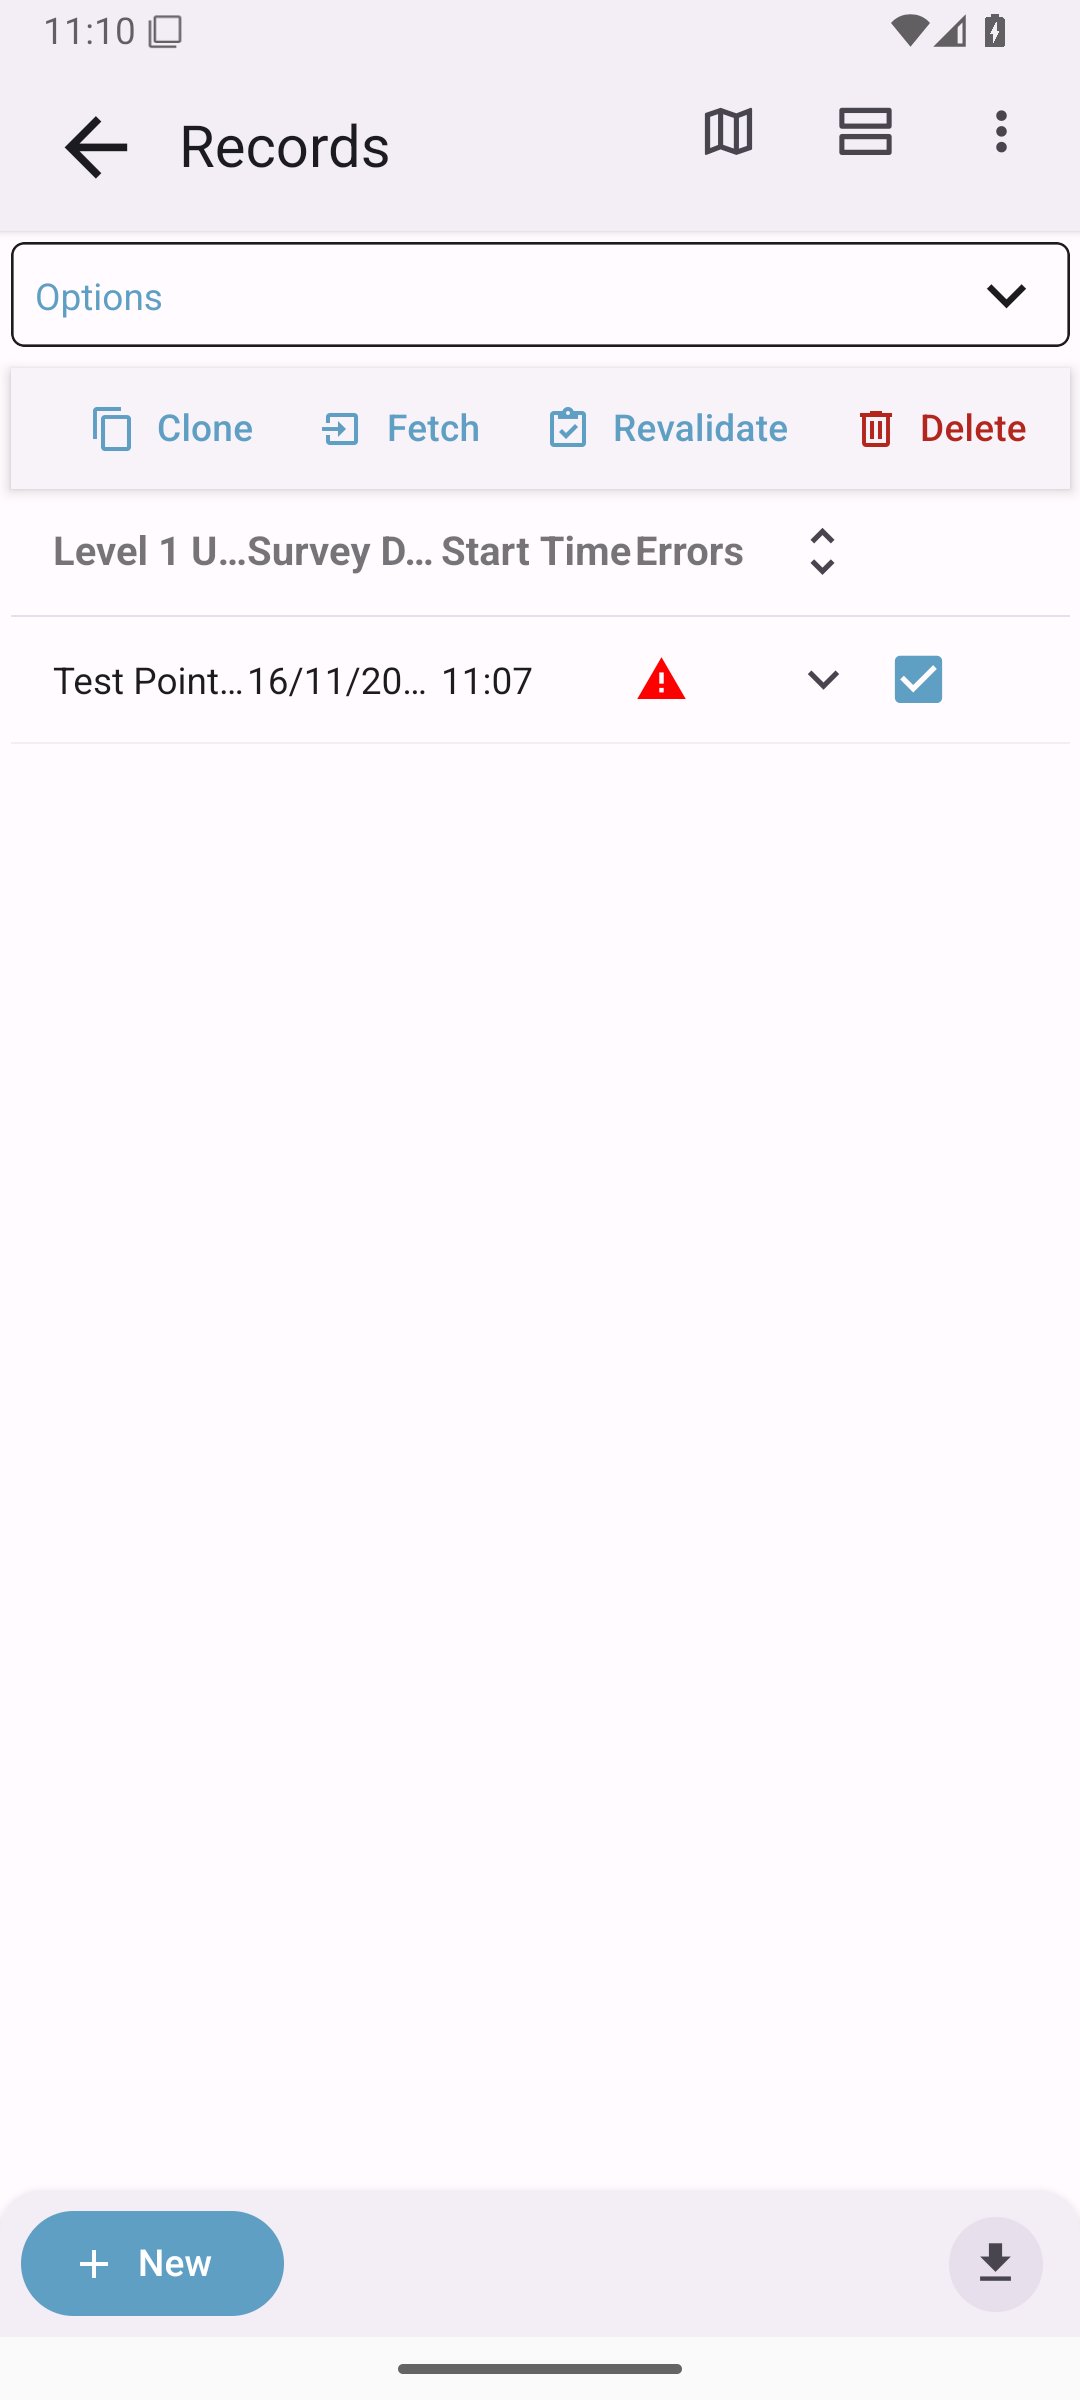 11:10
Records
Options
Clone Fetch Revalidate Delete
Level 1 U... Survey D... Start Time Errors
Test Point... 16/11/20... 11:07
New